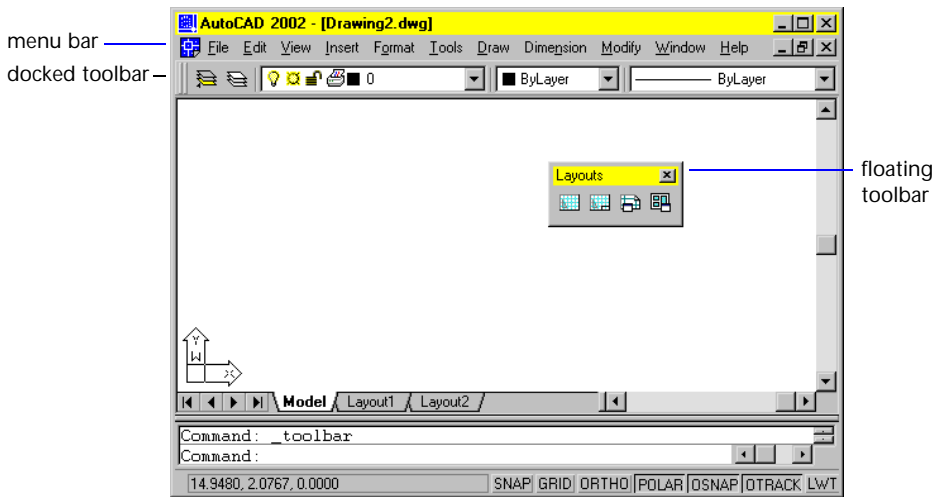 AutoCAD 2002 - [Drawing2.dwg]
menu bar
File Edit View Insert Format Tools Draw Dimension Modify Window Help
docked toolbar
0 ByLayer ByLayer
Layouts
floating
toolbar
Y
W
X
Model Layout1 Layout2
Command: _toolbar
Command:
14.9480, 2.0767, 0.0000 SNAP GRID ORTHO POLAR OSNAP OTRACK LWT